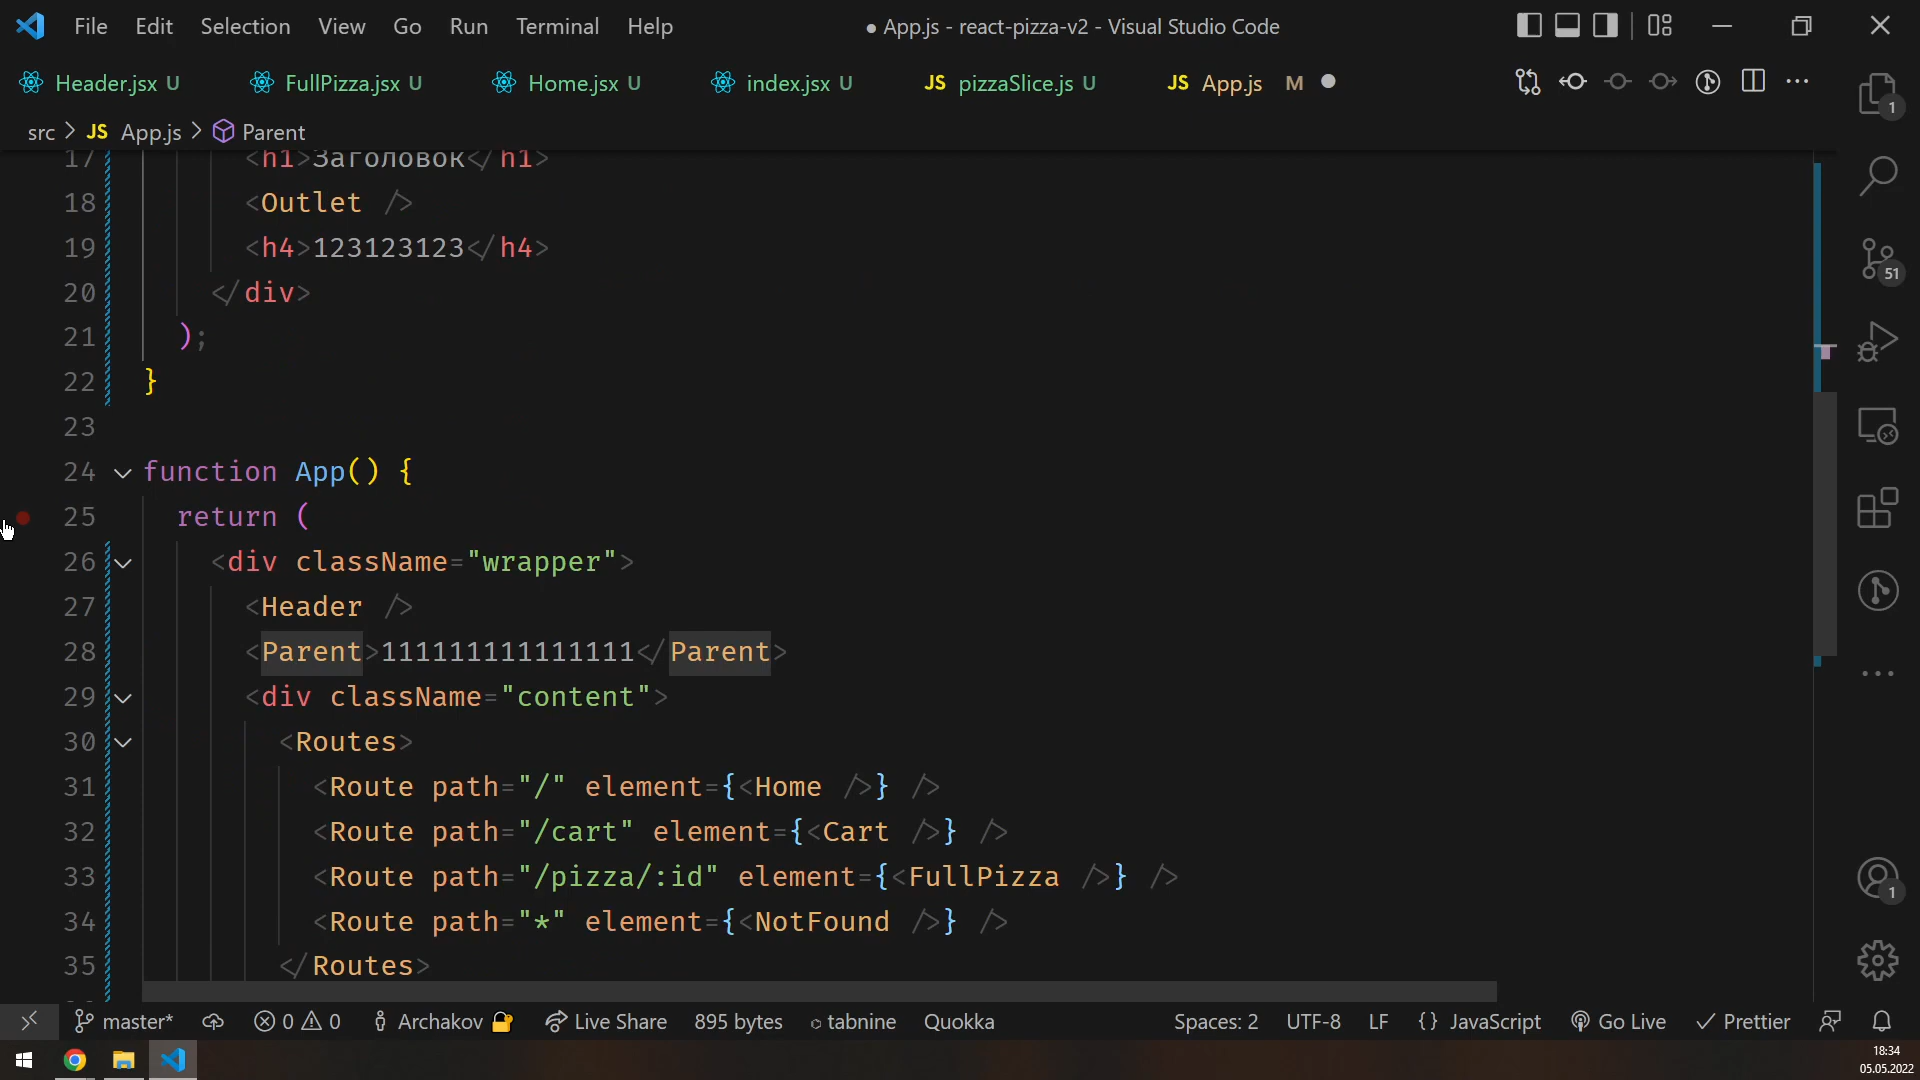 File Edit Selection View Go Run Terminal Help ● App.js - react-pizza-v2 - Visual Studio Code
Header.jsx U FullPizza.jsx U Home.jsx U index.jsx U JS pizzaSlice.js U JS App.js M
src > JS App.js > Parent
1
17 <h1>Заголовок</h1>
18 <Outlet />
19 <h4>123123123</h4>
20 </div>
21 );
22 }
23
24 function App() {
25 return (
26 <div className="wrapper">
27 <Header />
28 <Parent>111111111111111</Parent>
29 <div className="content">
30 <Routes>
31 <Route path="/" element={<Home />} />
32 <Route path="/cart" element={<Cart />} />
33 <Route path="/pizza/:id" element={<FullPizza />} />
34 <Route path="*" element={<NotFound />} />
35 </Routes>
51
1
master* 0 0 Archakov Live Share 895 bytes tabnine Quokka Spaces: 2 UTF-8 LF {} JavaScript Go Live Prettier
18:34
05.05.2022